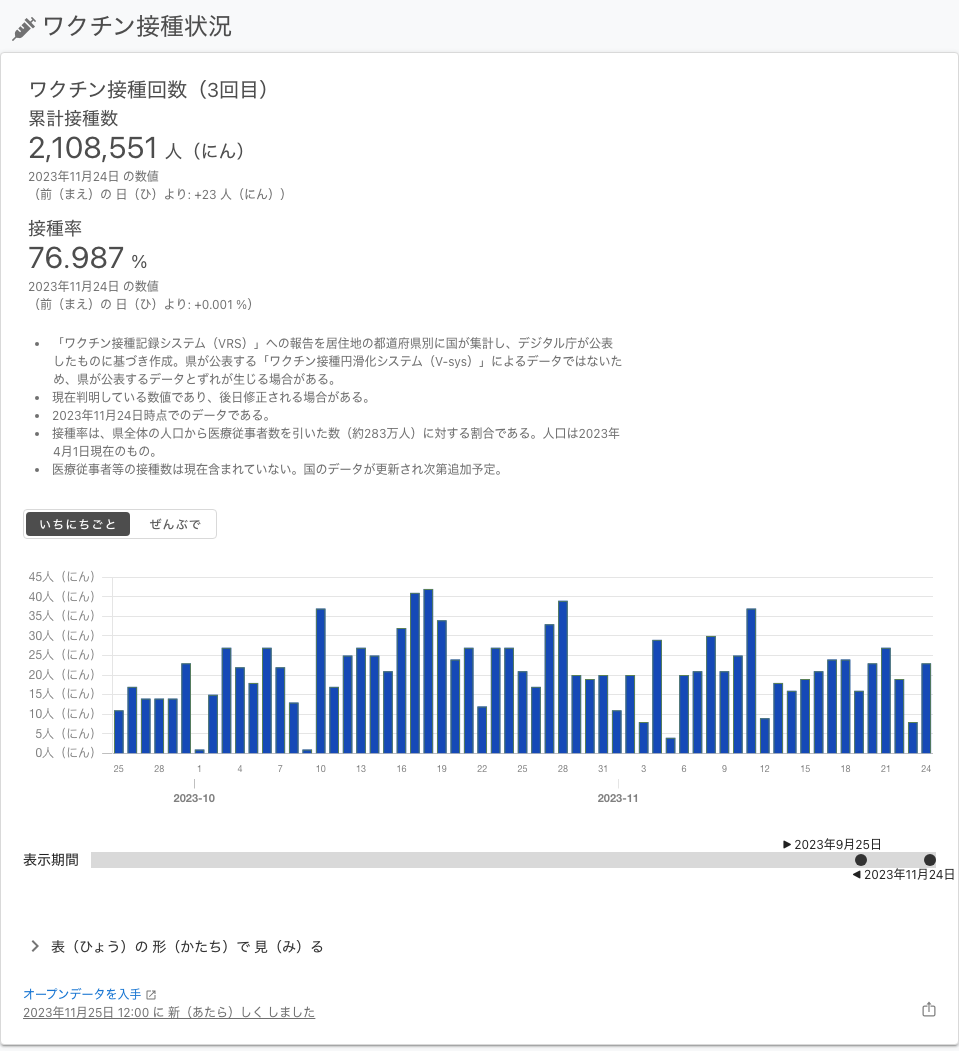 ワクチン接種状況
ワクチン接種回数（3回目）
累計接種数
2,108,551 人（にん）
2023年11月24日 の数値
（前（まえ）の 日（ひ）より: +23 人（にん））
接種率
76.987 %
2023年11月24日 の数値
（前（まえ）の 日（ひ）より: +0.001 %）
• 「ワクチン接種記録システム（VRS）」への報告を居住地の都道府県別に国が集計し、デジタル庁が公表
したものに基づき作成。県が公表する「ワクチン接種円滑化システム（V-sys）」によるデータではないた
め、県が公表するデータとずれが生じる場合がある。
• 現在判明している数値であり、後日修正される場合がある。
• 2023年11月24日時点でのデータである。
• 接種率は、県全体の人口から医療従事者数を引いた数（約283万人）に対する割合である。人口は2023年
4月1日現在のもの。
• 医療従事者等の接種数は現在含まれていない。国のデータが更新され次第追加予定。
いちにちごと ぜんぶで
45人（にん）
40人（にん）
35人（にん）
30人（にん）
25人（にん）
20人（にん）
15人（にん）
10人（にん）
5人（にん）
0人（にん）
25 28 1 4 7 10 13 16 19 22 25 28 31 3 6 9 12 15 18 21 24
2023-10 2023-11
▶ 2023年9月25日
表示期間
◀ 2023年11月24日
表（ひょう）の 形（かたち）で 見（み）る
オープンデータを入手
2023年11月25日 12:00 に 新（あたら）しく しました